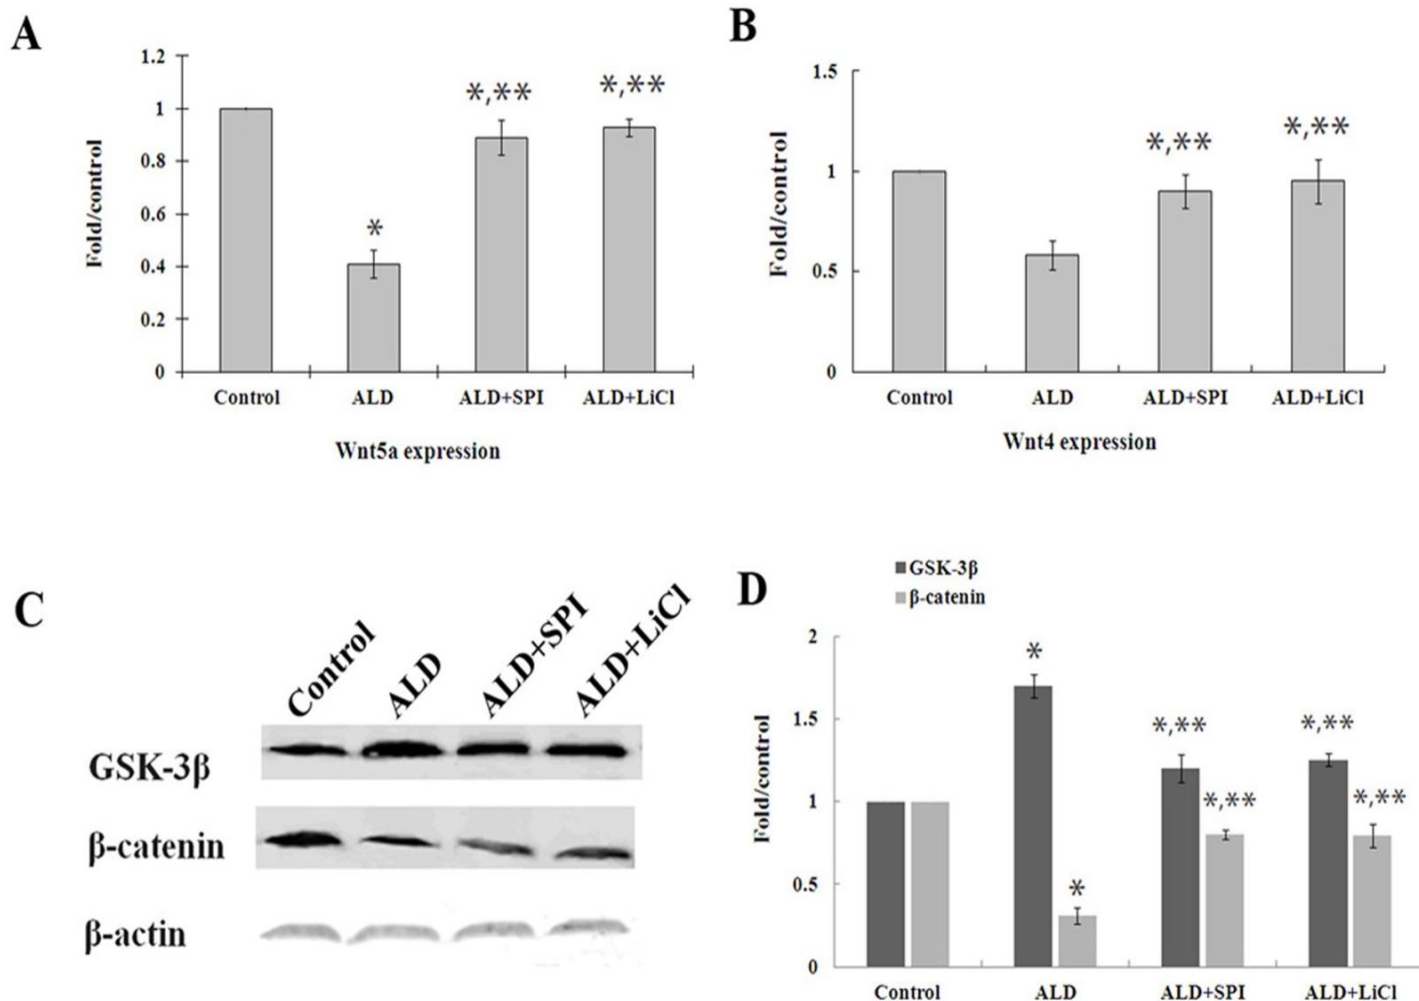 A
1.2
1
0.8
0.6
0.4
0.2
0
Fold/control
*
*,**
*,**
Control ALD ALD+SPI ALD+LiCl
Wnt5a expression
B
1.5
1
0.5
0
Fold/control
*,**
*,**
Control ALD ALD+SPI ALD+LiCl
Wnt4 expression
C
Control ALD ALD+SPI ALD+LiCl
GSK-3β
β-catenin
β-actin
D
GSK-3β
β-catenin
2
1.5
1
0.5
0
Fold/control
*
*
*,**
*,**
*,**
*,**
Control ALD ALD+SPI ALD+LiCl